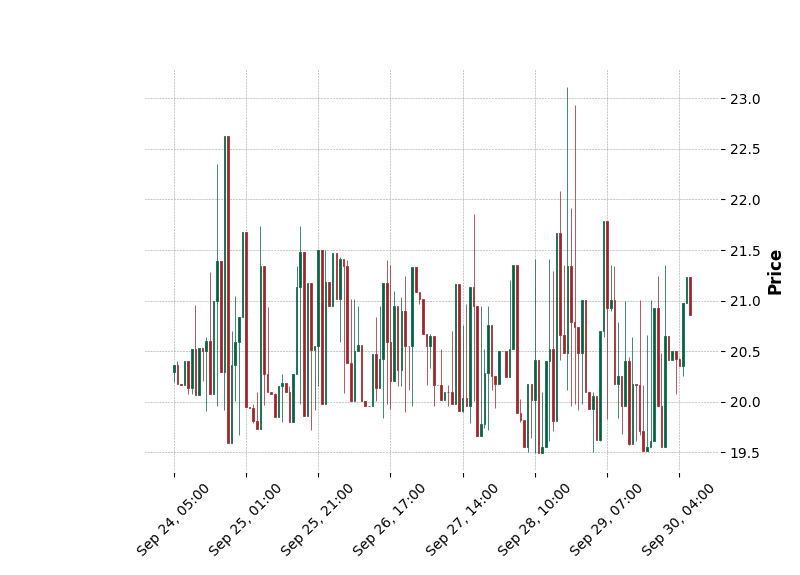 23.0
22.5
22.0
21.5
21.0
20.5
20.0
19.5
Price
Sep 24, 05:00
Sep 25, 01:00
Sep 25, 21:00
Sep 26, 17:00
Sep 27, 14:00
Sep 28, 10:00
Sep 29, 07:00
Sep 30, 04:00